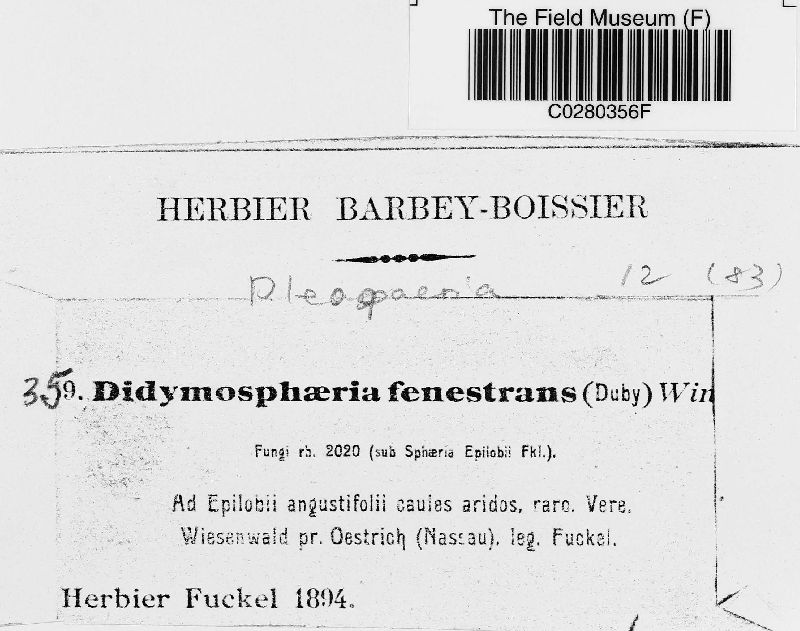 The Field Museum (F)
C0280356F
HERBIER BARBEY-BOISSIER
Pleospaeria 12 (83)
359. Didymosphæria fenestrans (Duby) Win
Fungi rh. 2020 (sub Sphæria Epilobii Fkl.).
Ad Epilobii angustifolii caules aridos, raro. Vere.
Wiesenwald pr. Oestrich (Nassau). leg. Fuckel.
Herbier Fuckel 1894.